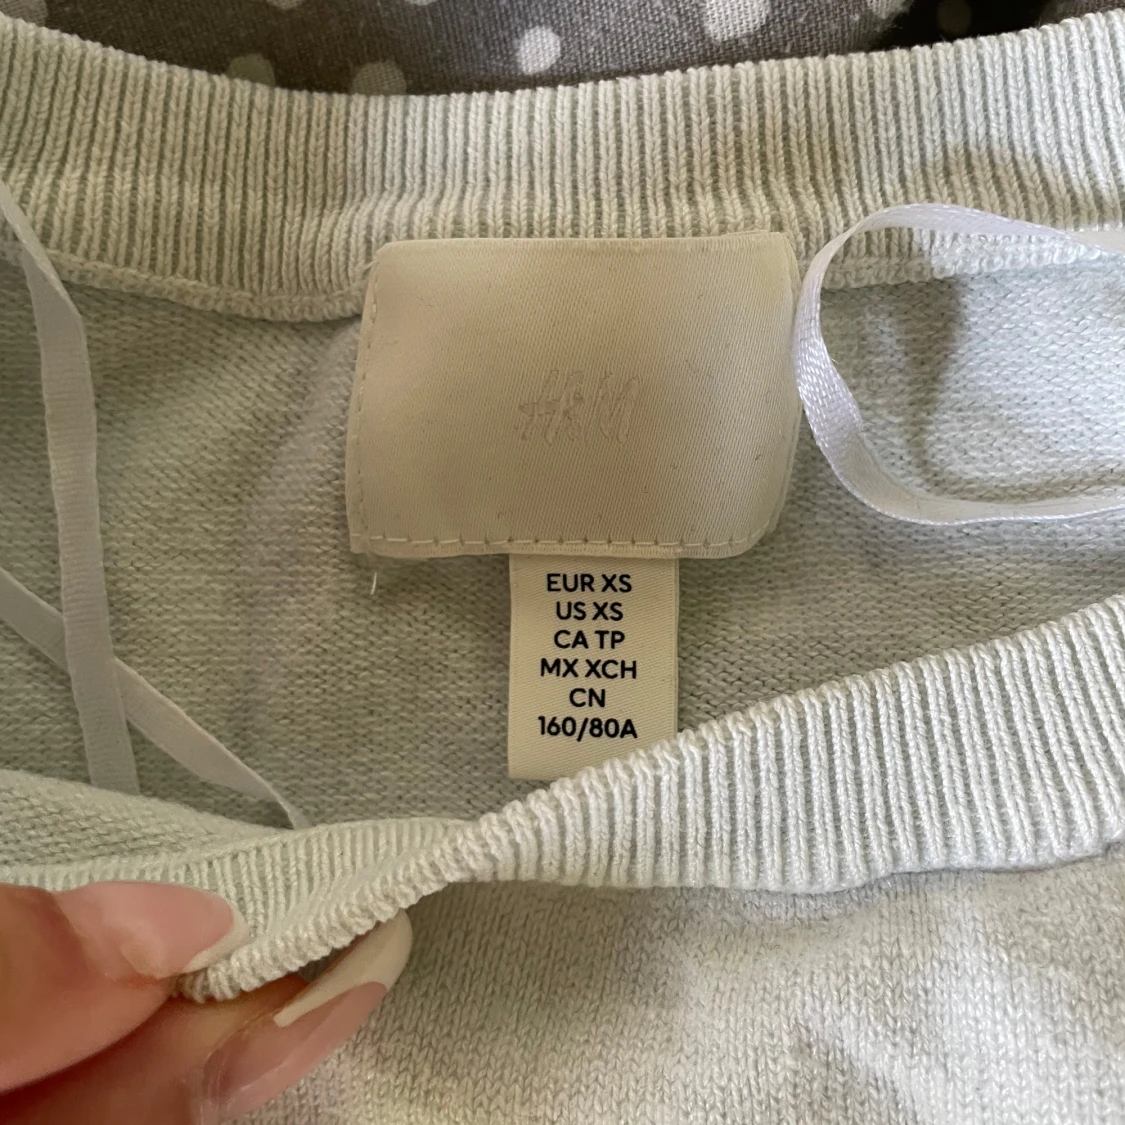 H&M
EUR XS
US XS
CA TP
MX XCH
CN
160/80A